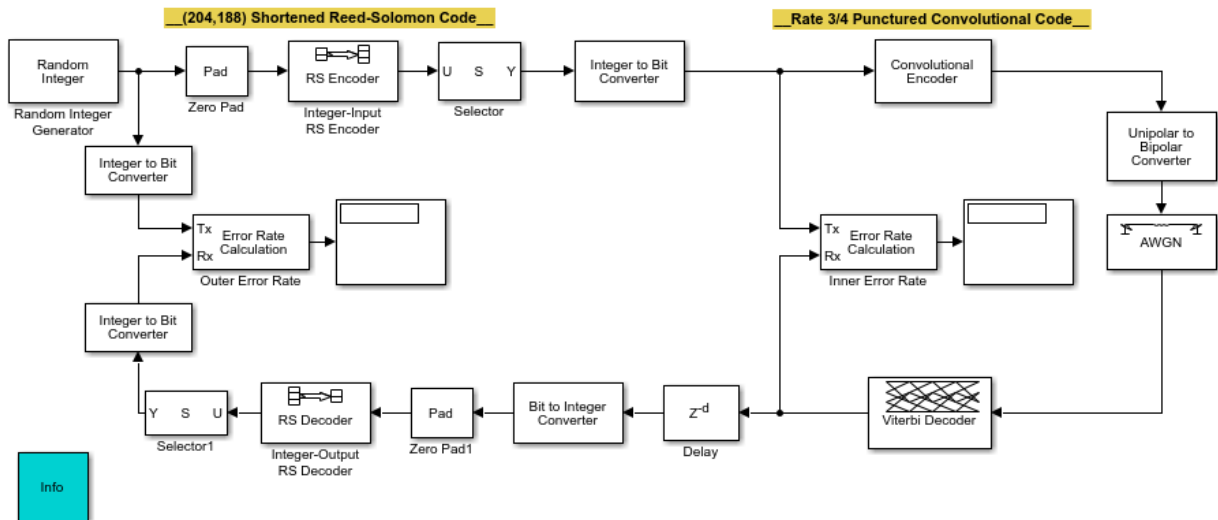 __(204,188) Shortened Reed-Solomon Code__
__Rate 3/4 Punctured Convolutional Code__
Random
Integer
Random Integer
Generator
Pad
Zero Pad
RS Encoder
Integer-Input
RS Encoder
U S Y
Selector
Integer to Bit
Converter
Convolutional
Encoder
Unipolar to
Bipolar
Converter
AWGN
Integer to Bit
Converter
Tx
Rx
Error Rate
Calculation
Outer Error Rate
Tx
Rx
Error Rate
Calculation
Inner Error Rate
Integer to Bit
Converter
Y S U
Selector1
RS Decoder
Integer-Output
RS Decoder
Pad
Zero Pad1
Bit to Integer
Converter
Z-d
Delay
Viterbi Decoder
Info